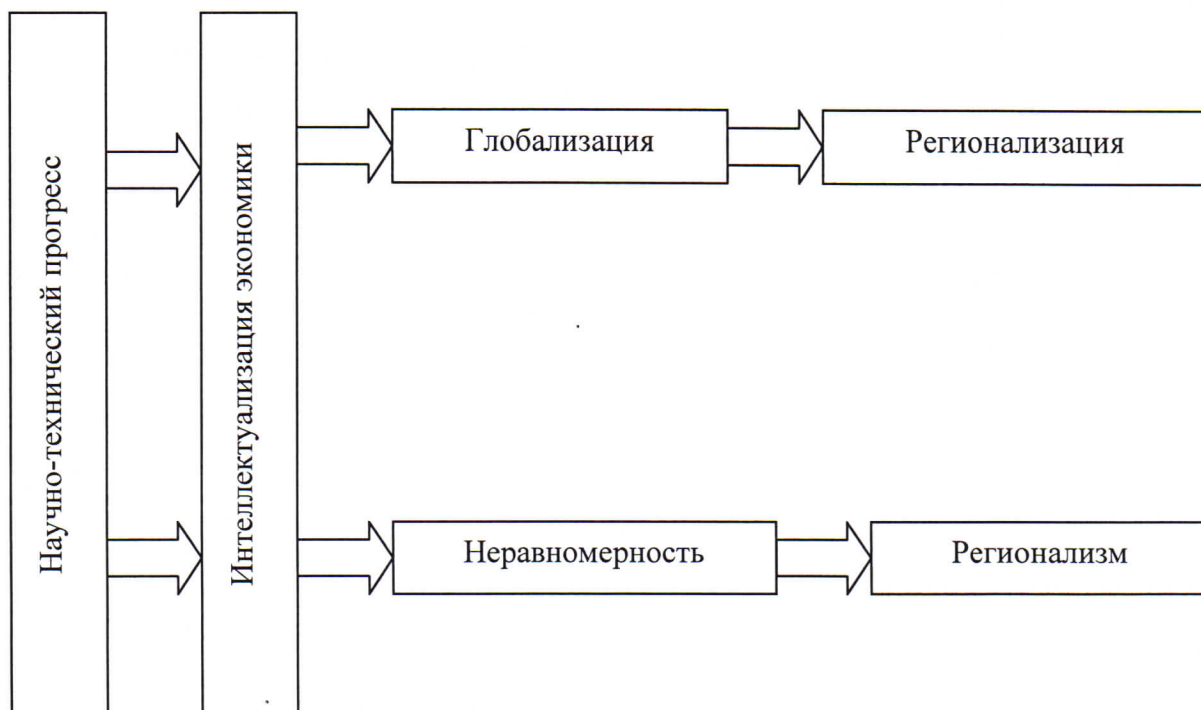 Научно-технический прогресс
Интеллектуализация экономики
Глобализация
Регионализация
Неравномерность
Регионализм